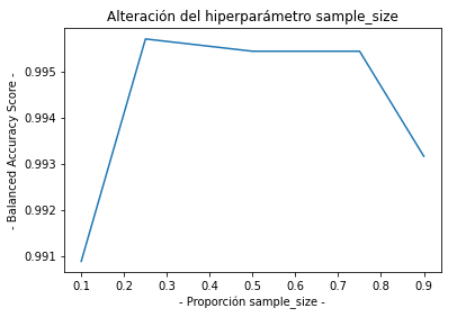 Alteración del hiperparámetro sample_size
- Balanced Accuracy Score -
0.995
0.994
0.993
0.992
0.991
0.1 0.2 0.3 0.4 0.5 0.6 0.7 0.8 0.9
- Proporción sample_size -